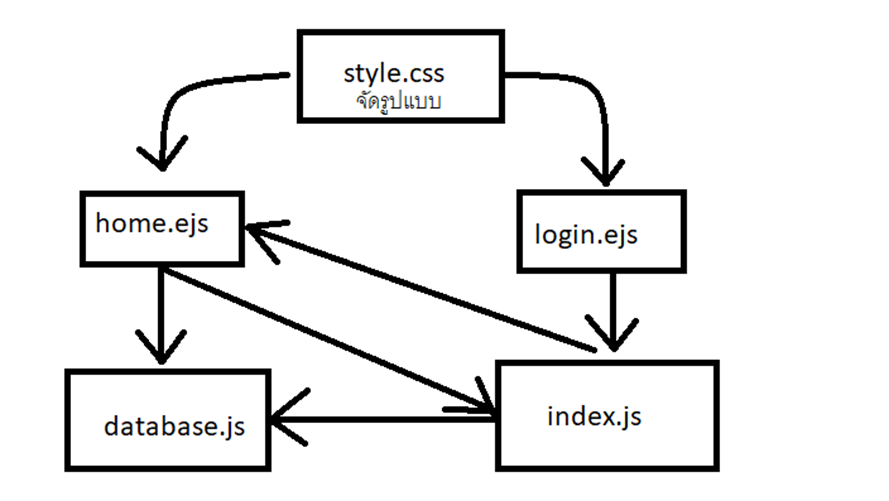 style.css
จัดรูปแบบ
home.ejs
login.ejs
database.js
index.js